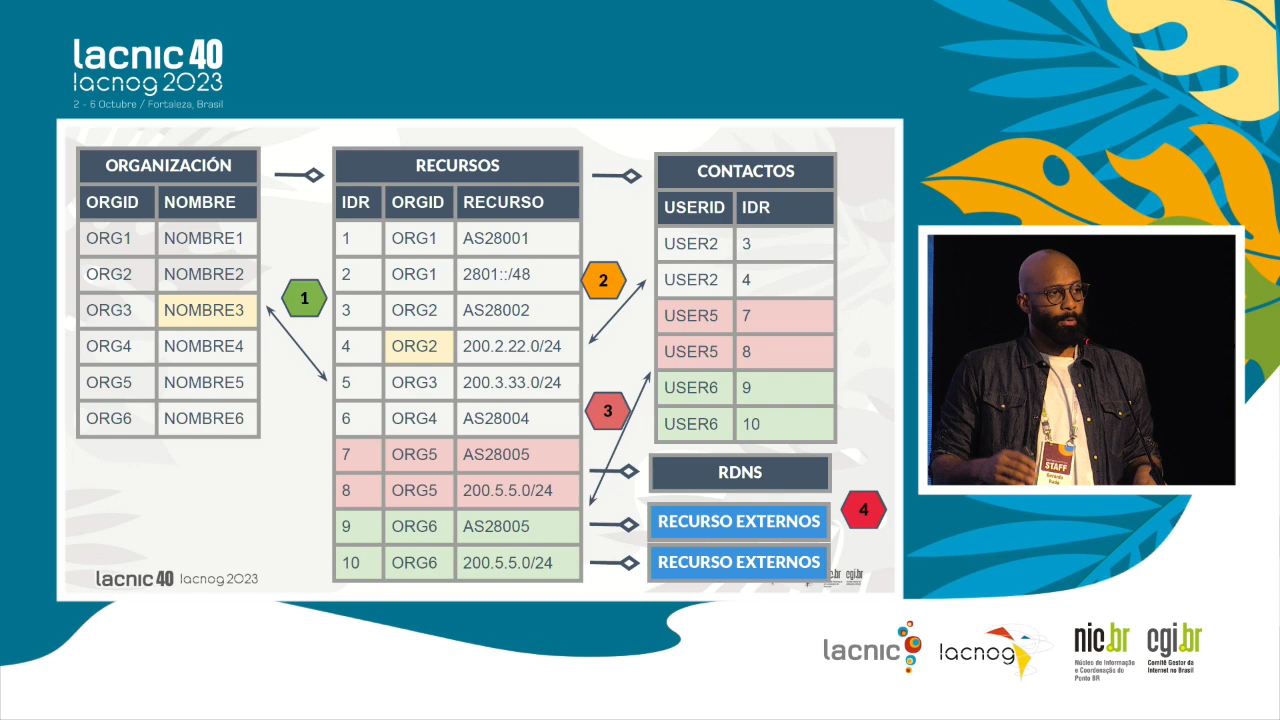 lacnic 40
lacnog 2023
2 - 6 Octubre / Fortaleza, Brasil
ORGANIZACIÓN
ORGID NOMBRE
ORG1 NOMBRE1
ORG2 NOMBRE2
ORG3 NOMBRE3
ORG4 NOMBRE4
ORG5 NOMBRE5
ORG6 NOMBRE6
1
RECURSOS
IDR ORGID RECURSO
1 ORG1 AS28001
2 ORG1 2801::/48
3 ORG2 AS28002
4 ORG2 200.2.22.0/24
5 ORG3 200.3.33.0/24
6 ORG4 AS28004
7 ORG5 AS28005
8 ORG5 200.5.5.0/24
9 ORG6 AS28005
10 ORG6 200.5.5.0/24
2
3
CONTACTOS
USERID IDR
USER2 3
USER2 4
USER5 7
USER5 8
USER6 9
USER6 10
RDNS
RECURSO EXTERNOS
RECURSO EXTERNOS
4
lacnic 40 lacnog 2023
cgi.br
STAFF
lacnic
lacnog
nic.br
Núcleo de Informação
e Coordenação do
Ponto BR
cgi.br
Comitê Gestor da
Internet no Brasil